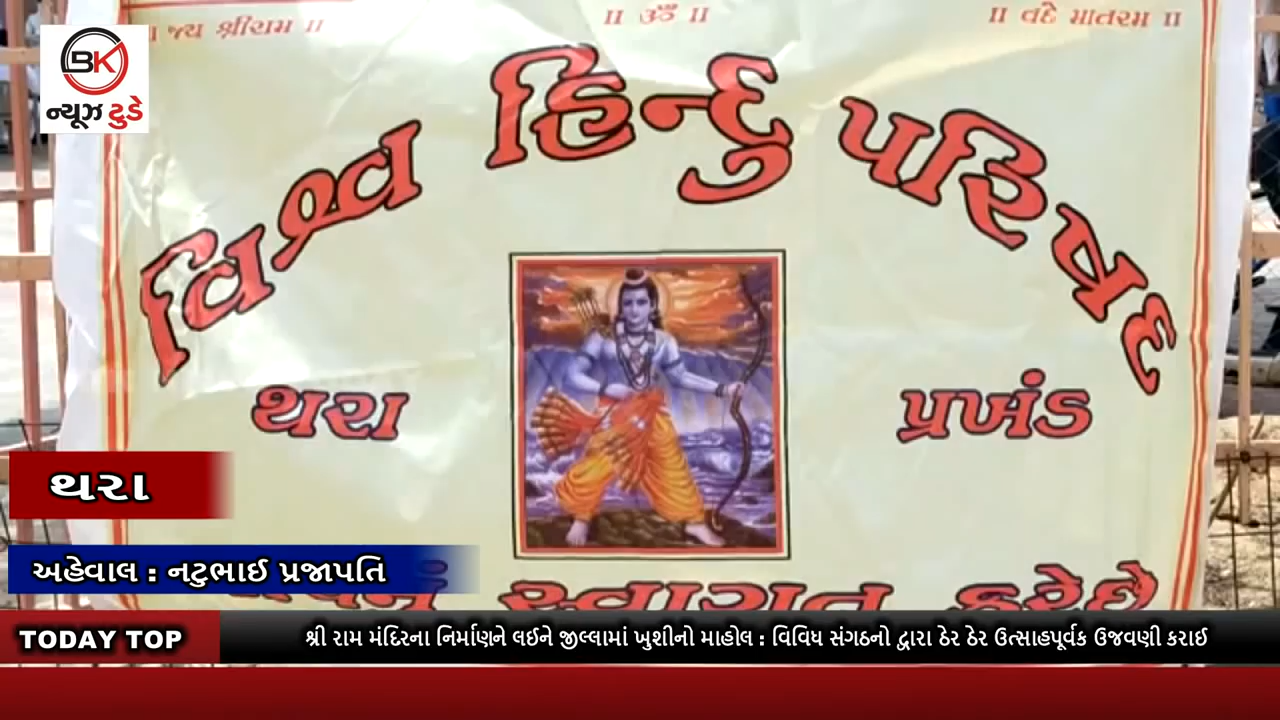 ॥ જય શ્રીરામ ॥ ॥ ૐ ॥ ॥ વંદે માતરમ ॥
BK
ન્યૂઝ ટુડે
વિશ્વ હિન્દુ પરિષદ
થરા પ્રખંડ
થરા
અહેવાલ : નટુભાઈ પ્રજાપતિ
સ્વાગત કરેછે
TODAY TOP શ્રી રામ મંદિરના નિર્માણને લઈને જીલ્લામાં ખુશીનો માહોલ : વિવિધ સંગઠનો દ્વારા ઠેર ઠેર ઉત્સાહપૂર્વક ઉજવણી કરાઈ